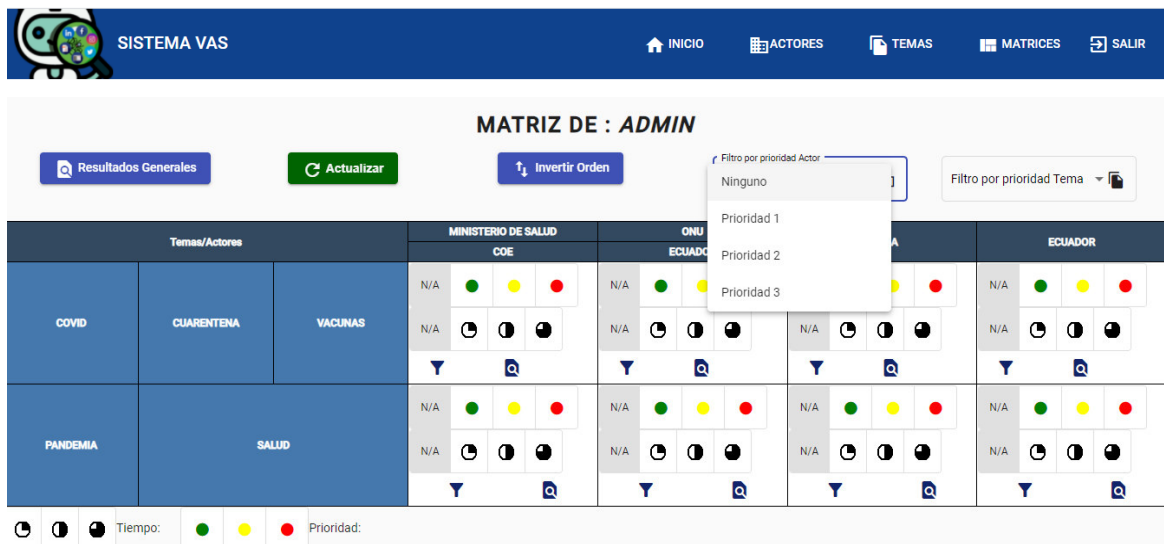 SISTEMA VAS
INICIO
ACTORES
TEMAS
MATRICES
SALIR
MATRIZ DE : ADMIN
Resultados Generales
Actualizar
Invertir Orden
Filtro por prioridad Actor
Filtro por prioridad Tema
Ninguno
Prioridad 1
Prioridad 2
Prioridad 3
Temas/Actores
MINISTERIO DE SALUD
ONU
ECUADOR
COE
COVID
CUARENTENA
VACUNAS
N/A
N/A
N/A
N/A
N/A
N/A
N/A
PANDEMIA
SALUD
N/A
N/A
N/A
N/A
N/A
N/A
N/A
N/A
Tiempo:
Prioridad: